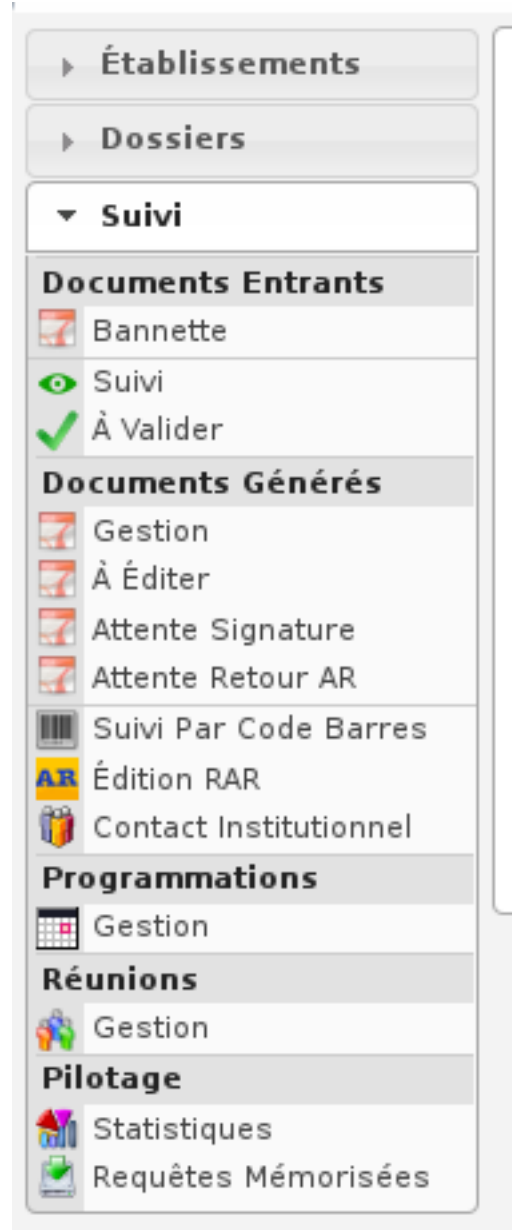 Établissements
Dossiers
Suivi
Documents Entrants
Bannette
Suivi
À Valider
Documents Générés
Gestion
À Éditer
Attente Signature
Attente Retour AR
Suivi Par Code Barres
AR Édition RAR
Contact Institutionnel
Programmations
Gestion
Réunions
Gestion
Pilotage
Statistiques
Requêtes Mémorisées